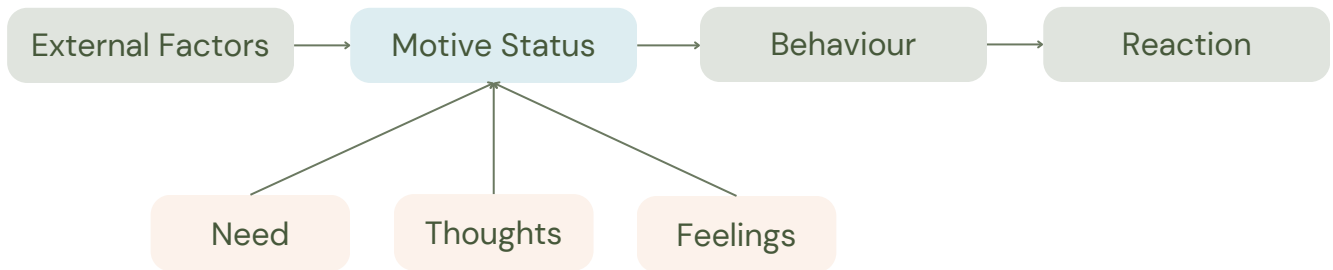 External Factors
Motive Status
Behaviour
Reaction
Need
Thoughts
Feelings